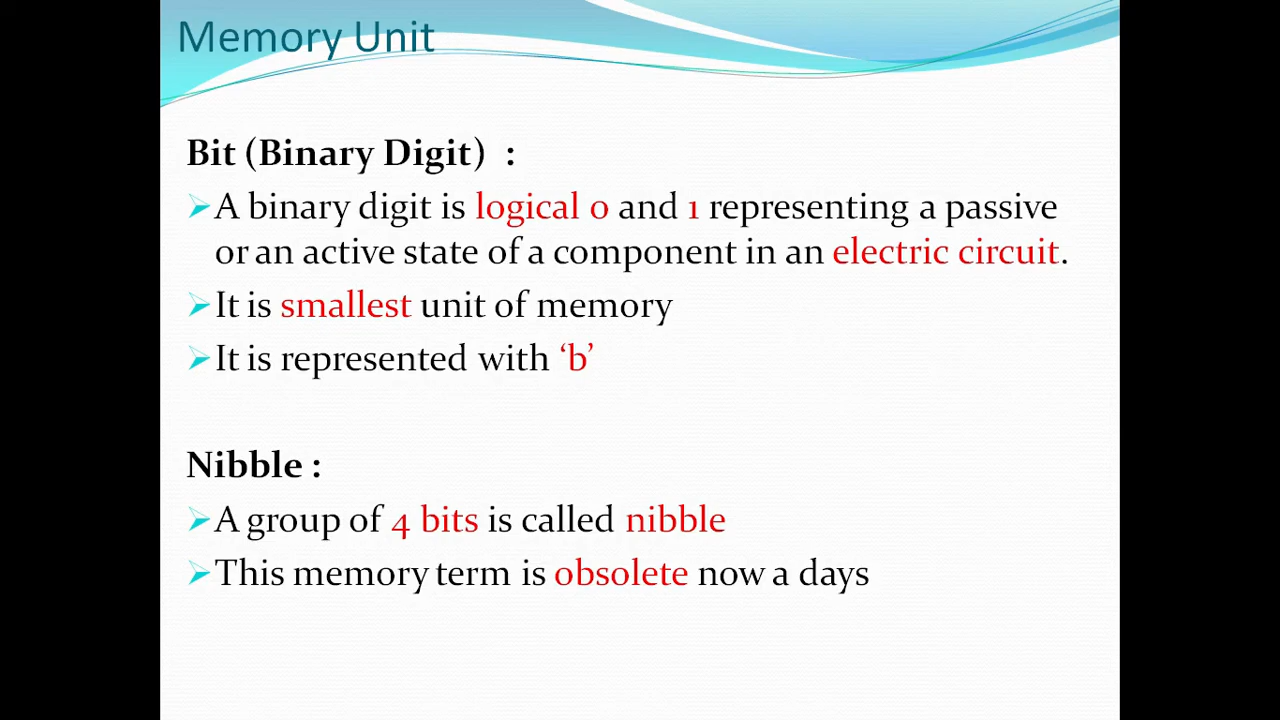 Memory Unit
Bit (Binary Digit) :
A binary digit is logical 0 and 1 representing a passive
or an active state of a component in an electric circuit.
It is smallest unit of memory
It is represented with ‘b’
Nibble :
A group of 4 bits is called nibble
This memory term is obsolete now a days